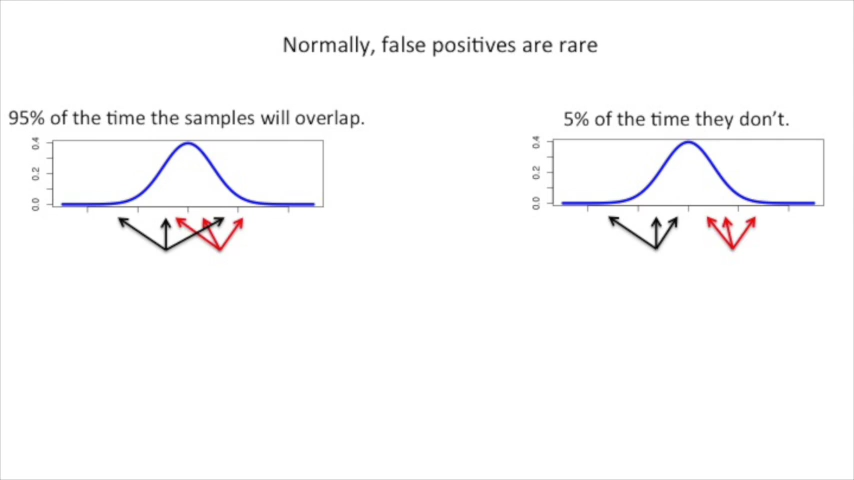 Normally, false positives are rare
95% of the time the samples will overlap.
5% of the time they don't.
0.4
0.2
0.0
0.4
0.2
0.0